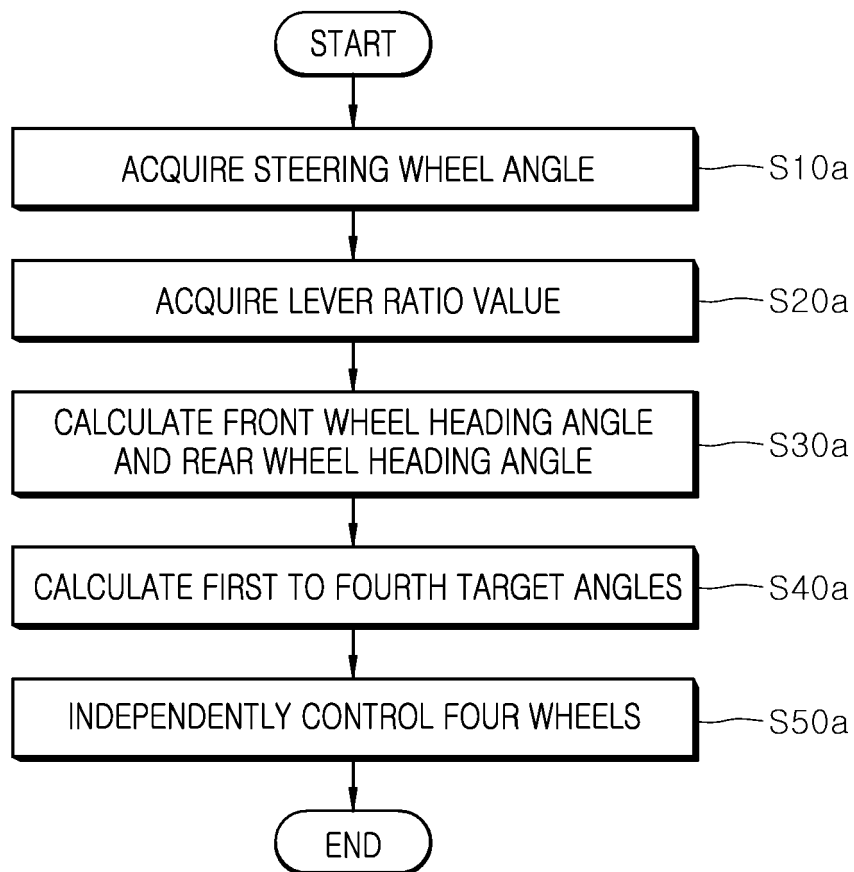 START
ACQUIRE STEERING WHEEL ANGLE
S10a
ACQUIRE LEVER RATIO VALUE
S20a
CALCULATE FRONT WHEEL HEADING ANGLE
AND REAR WHEEL HEADING ANGLE
S30a
CALCULATE FIRST TO FOURTH TARGET ANGLES
S40a
INDEPENDENTLY CONTROL FOUR WHEELS
S50a
END